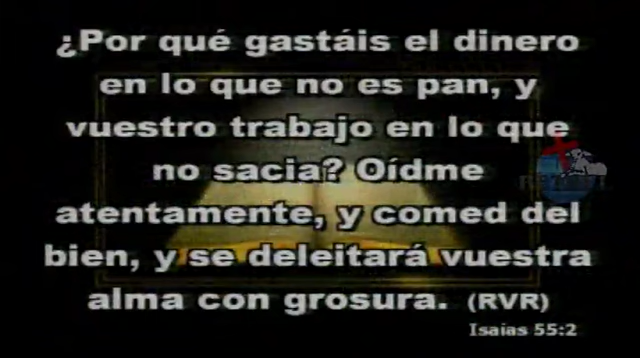 ¿Por qué gastáis el dinero
en lo que no es pan, y
vuestro trabajo en lo que
no sacia? Oídme
atentamente, y comed del
bien, y se deleitará vuestra
alma con grosura. (RVR)
Isaias 55:2